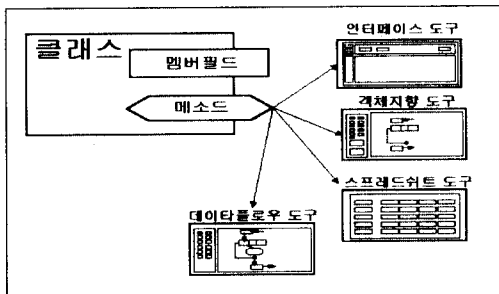 클래스
멤버필드
메소드
인터페이스 도구
객체지향 도구
스프레드쉬트 도구
데이타플로우 도구